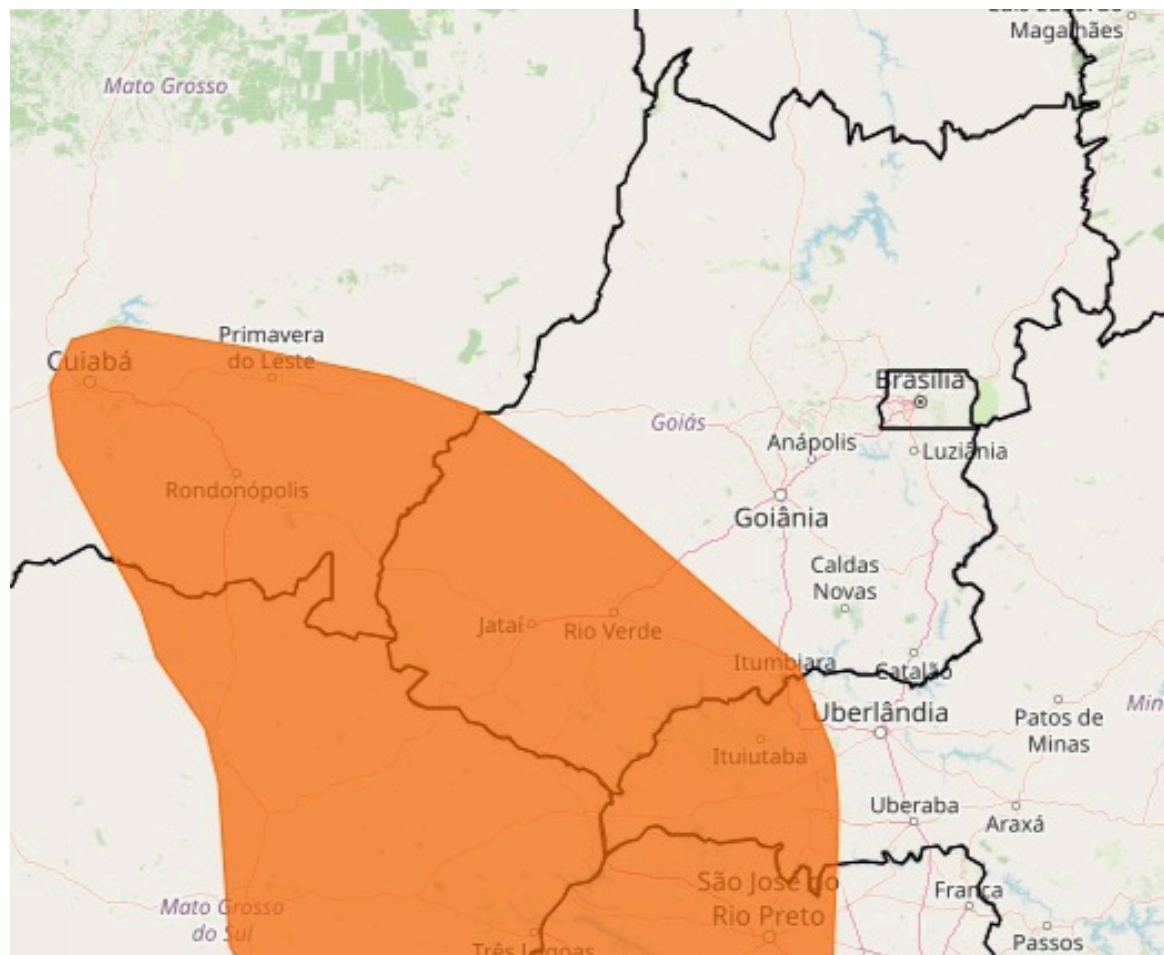 Magalhães
Mato Grosso
Primavera
do Leste
Cuiabá
Brasília
Goiás
Anápolis
Luziânia
Rondonópolis
Goiânia
Caldas
Novas
Jataí
Rio Verde
Itumbiara
Catalão
Uberlândia
Patos de
Minas
Min
Ituiutaba
Uberaba
Araxá
São José do
Rio Preto
Franca
Mato Grosso
do Sul
Três Lagoas
Passos